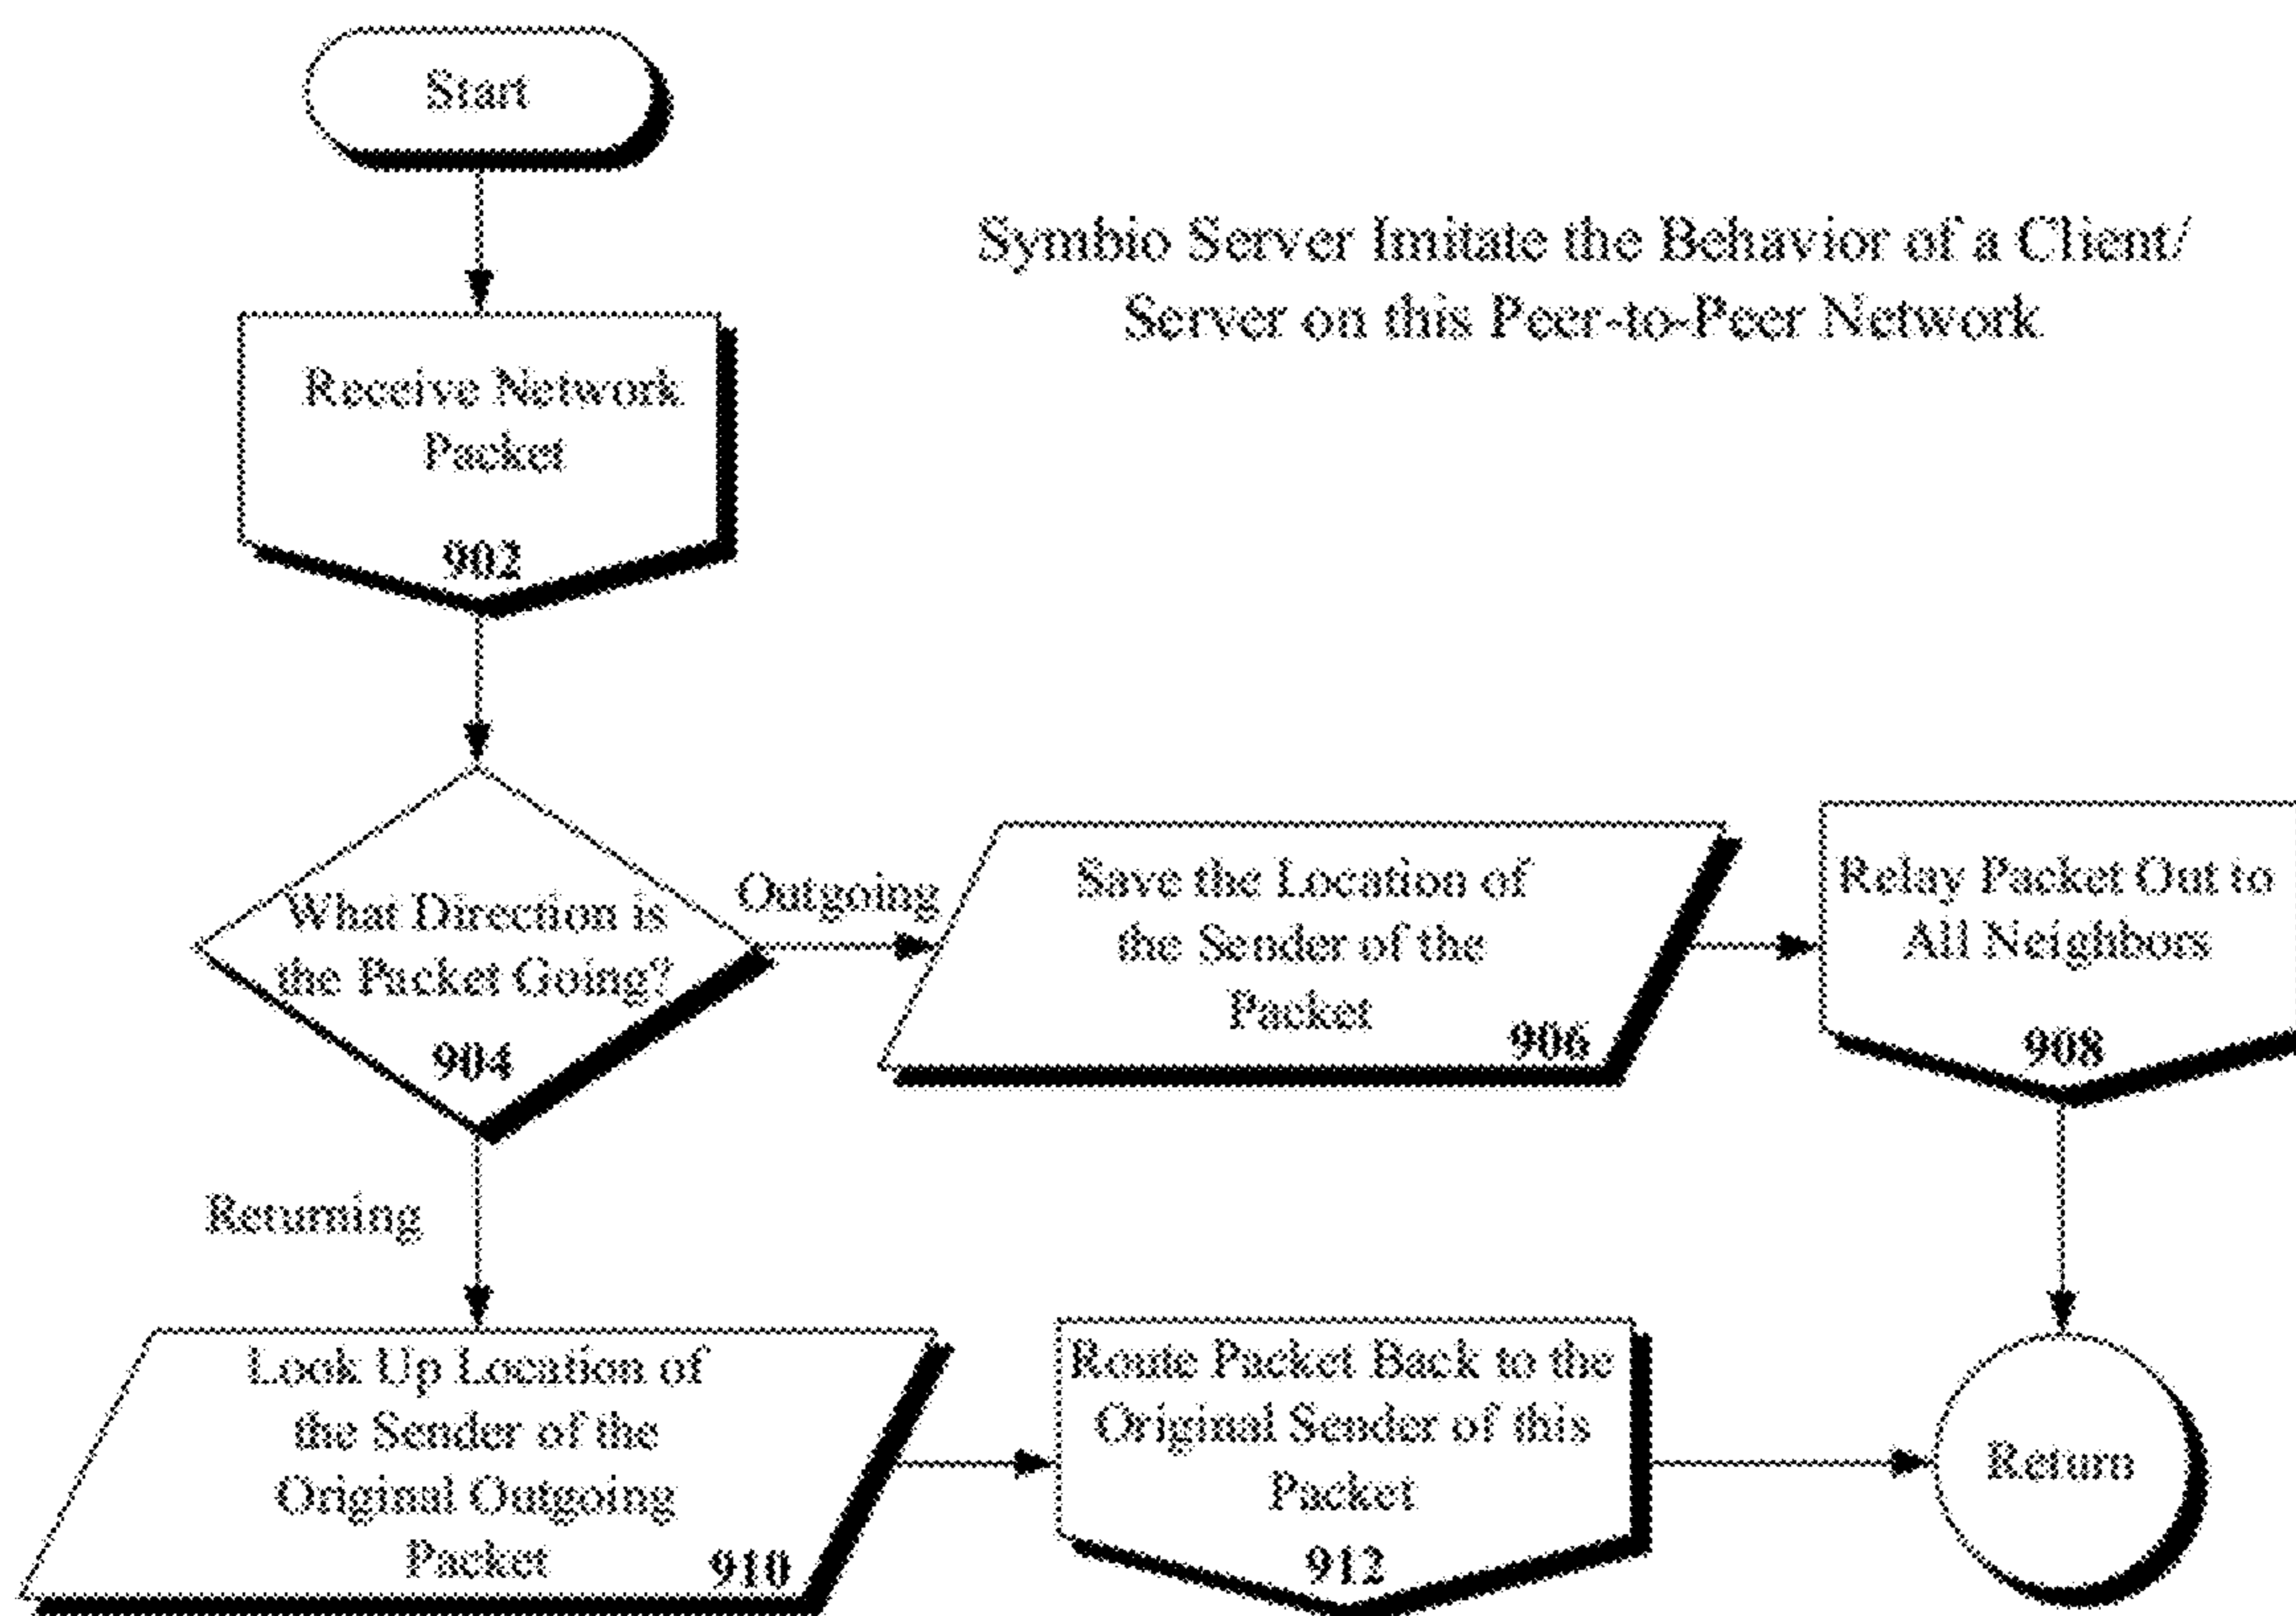 Start
Symbio Server Imitate the Behavior of a Client/
Server on this Peer-to-Peer Network
Receive Network
Packet
902
What Direction is
the Packet Going?
904
Outgoing
Save the Location of
the Sender of the
Packet
906
Relay Packet Out to
All Neighbors
908
Returning
Look Up Location of
the Sender of the
Original Outgoing
Packet
910
Route Packet Back to the
Original Sender of this
Packet
912
Return